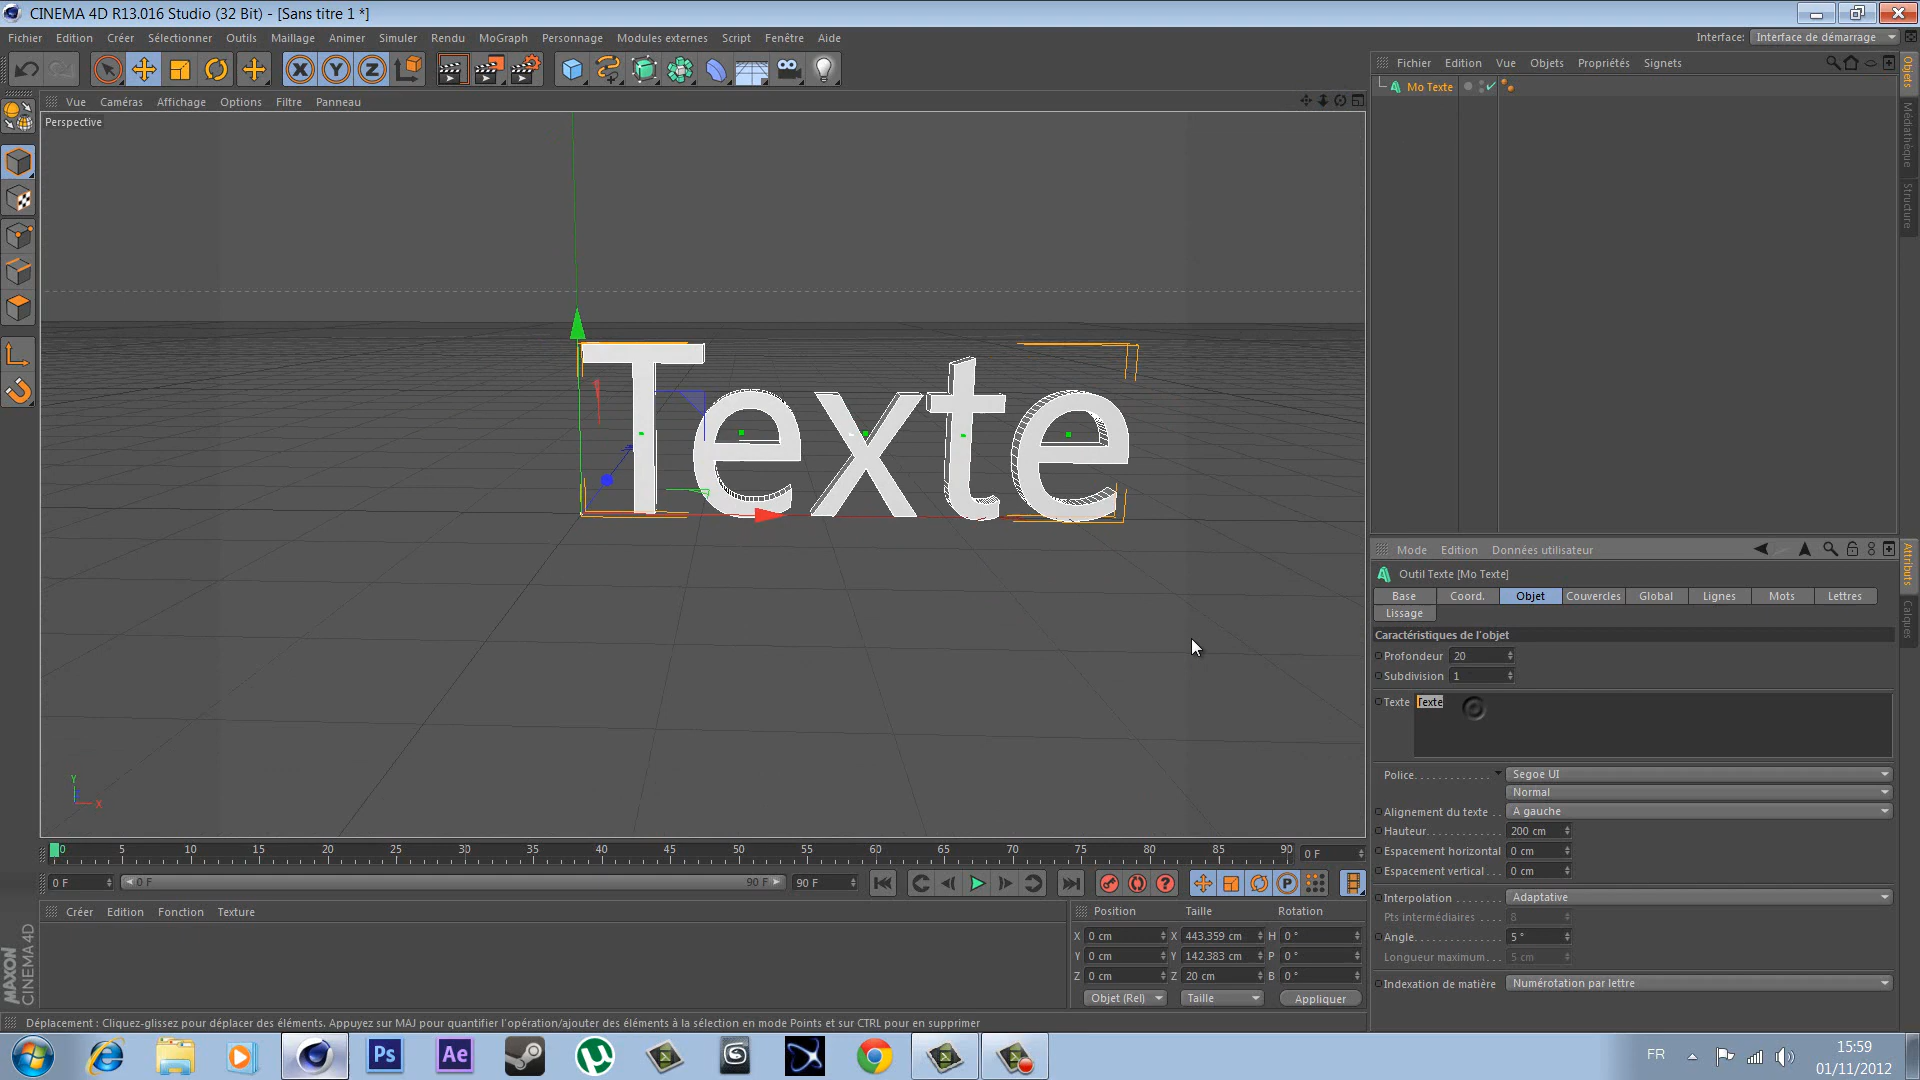 CINEMA 4D R13.016 Studio (32 Bit) - [Sans titre 1 *]
Fichier Edition Créer Sélectionner Outils Maillage Animer Simuler Rendu MoGraph Personnage Modules externes Script Fenêtre Aide
Interface: Interface de démarrage
X Y Z
Fichier Edition Vue Objets Propriétés Signets
Mo Texte
Objets
Médiathèque
Structure
Vue Caméras Affichage Options Filtre Panneau
Perspective
Texte
Y
X
Mode Edition Données utilisateur
Outil Texte [Mo Texte]
Base Coord. Objet Couvercles Global Lignes Mots Lettres
Lissage
Attributs
Calques
Caractéristiques de l'objet
Profondeur 20
Subdivision 1
Texte Texte
Police Segoe UI
Normal
Alignement du texte A gauche
Hauteur 200 cm
Espacement horizontal 0 cm
Espacement vertical 0 cm
Interpolation Adaptative
Pts intermédiaires 8
Angle 5 °
Longueur maximum 5 cm
Indexation de matière Numérotation par lettre
0 5 10 15 20 25 30 35 40 45 50 55 60 65 70 75 80 85 90 0 F
0 F 0 F 90 F 90 F P
Créer Edition Fonction Texture
Position Taille Rotation
X 0 cm X 443.359 cm H 0 °
Y 0 cm Y 142.383 cm P 0 °
Z 0 cm Z 20 cm B 0 °
Objet (Rel) Taille Appliquer
MAXON
CINEMA 4D
Déplacement : Cliquez-glissez pour déplacer des éléments. Appuyez sur MAJ pour quantifier l'opération/ajouter des éléments à la sélection en mode Points et sur CTRL pour en supprimer
Ps Ae
FR
15:59
01/11/2012